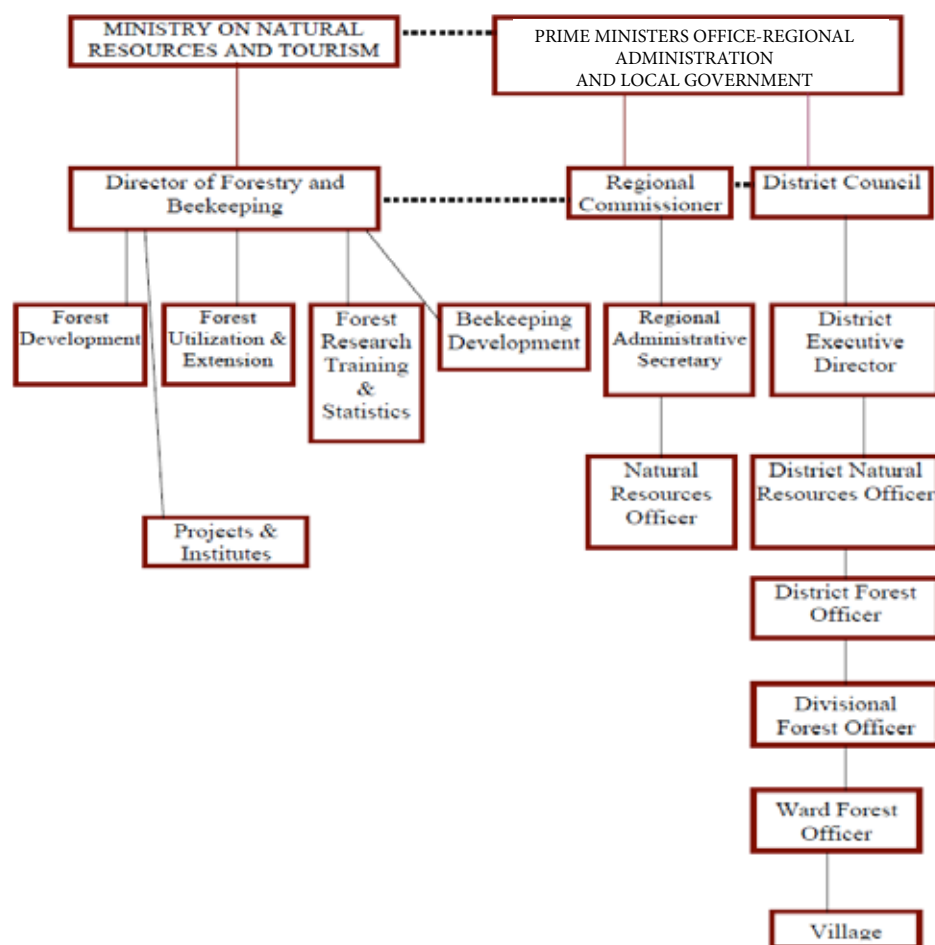 MINISTRY ON NATURAL
RESOURCES AND TOURISM
PRIME MINISTERS OFFICE-REGIONAL
ADMINISTRATION
AND LOCAL GOVERNMENT
Director of Forestry and
Beekeeping
Regional
Commissioner
District Council
Forest
Development
Forest
Utilization &
Extension
Forest
Research
Training
&
Statistics
Beekeeping
Development
Regional
Administrative
Secretary
District
Executive
Director
Natural
Resources
Officer
District Natural
Resources Officer
Projects &
Institutes
District Forest
Officer
Divisional
Forest Officer
Ward Forest
Officer
Village